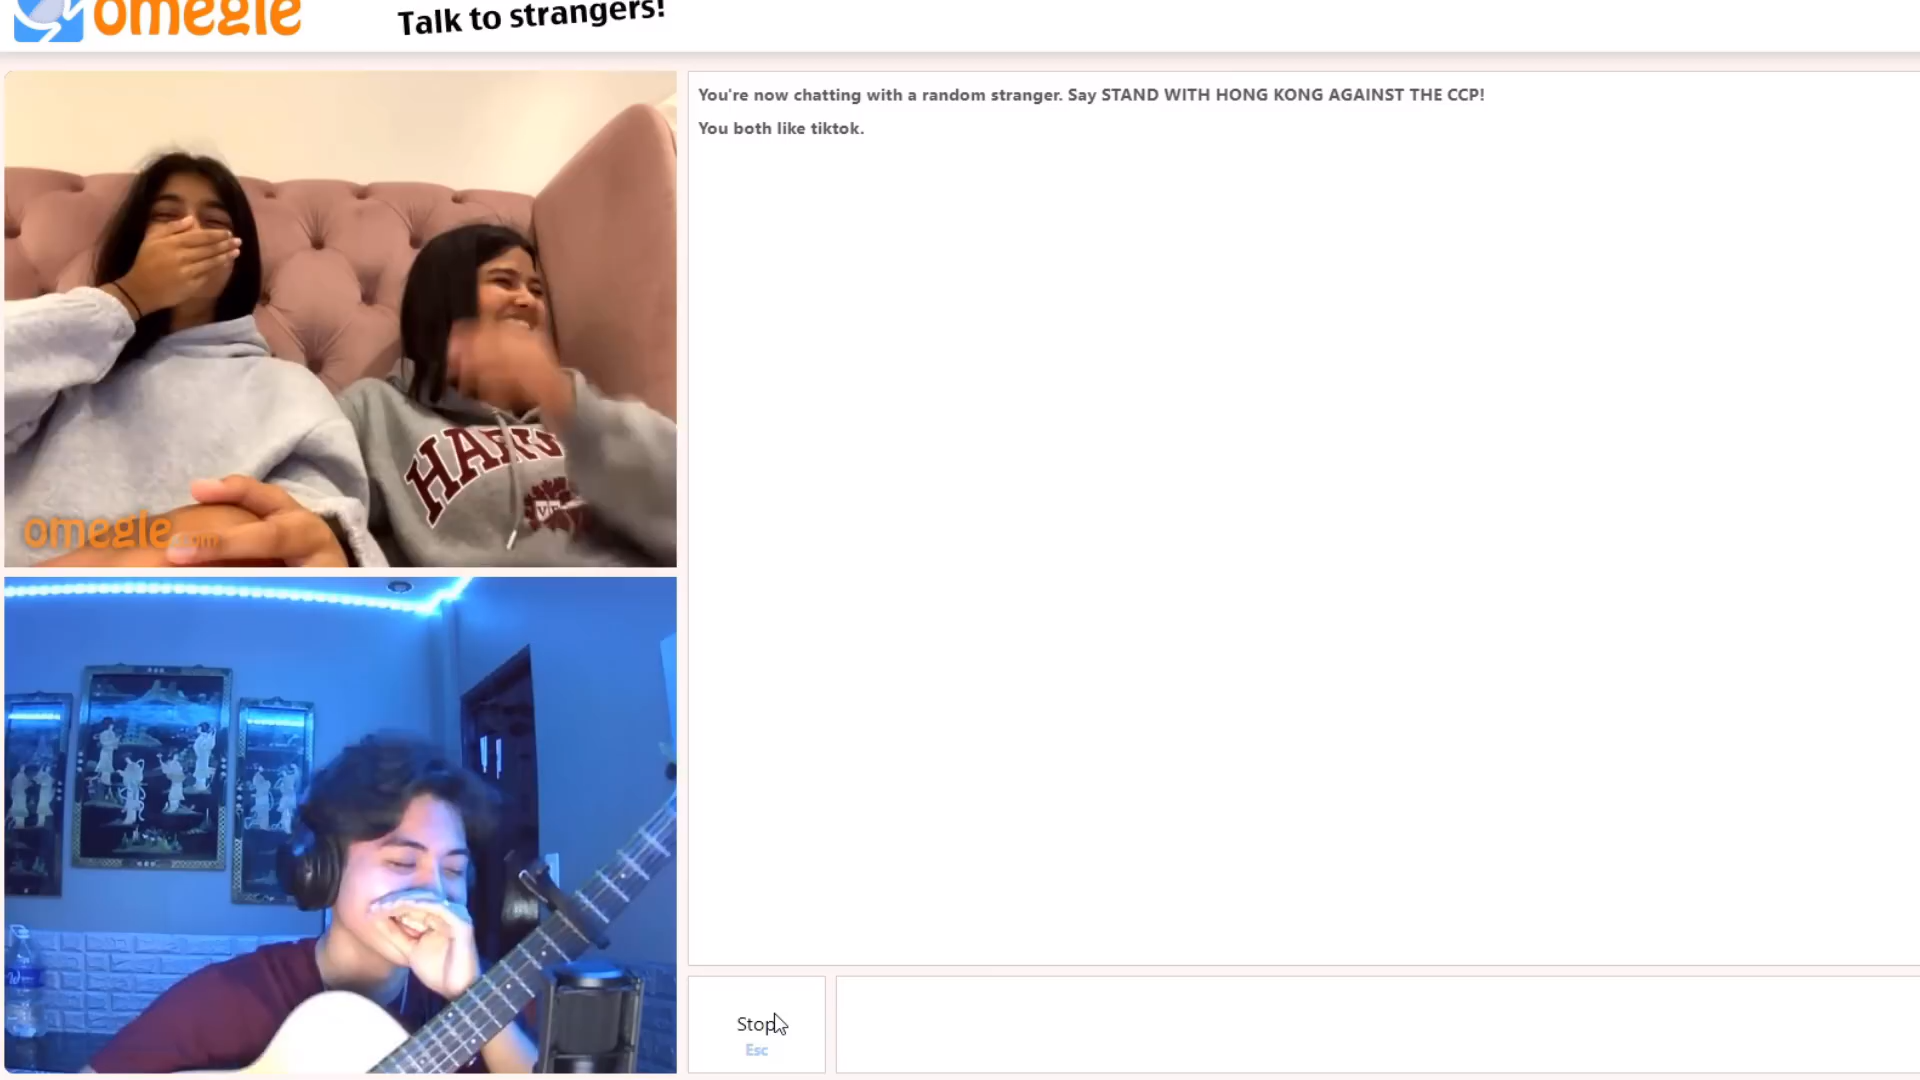 omegle
Talk to strangers!
You're now chatting with a random stranger. Say STAND WITH HONG KONG AGAINST THE CCP!
You both like tiktok.
omegle.com
Stop
Esc